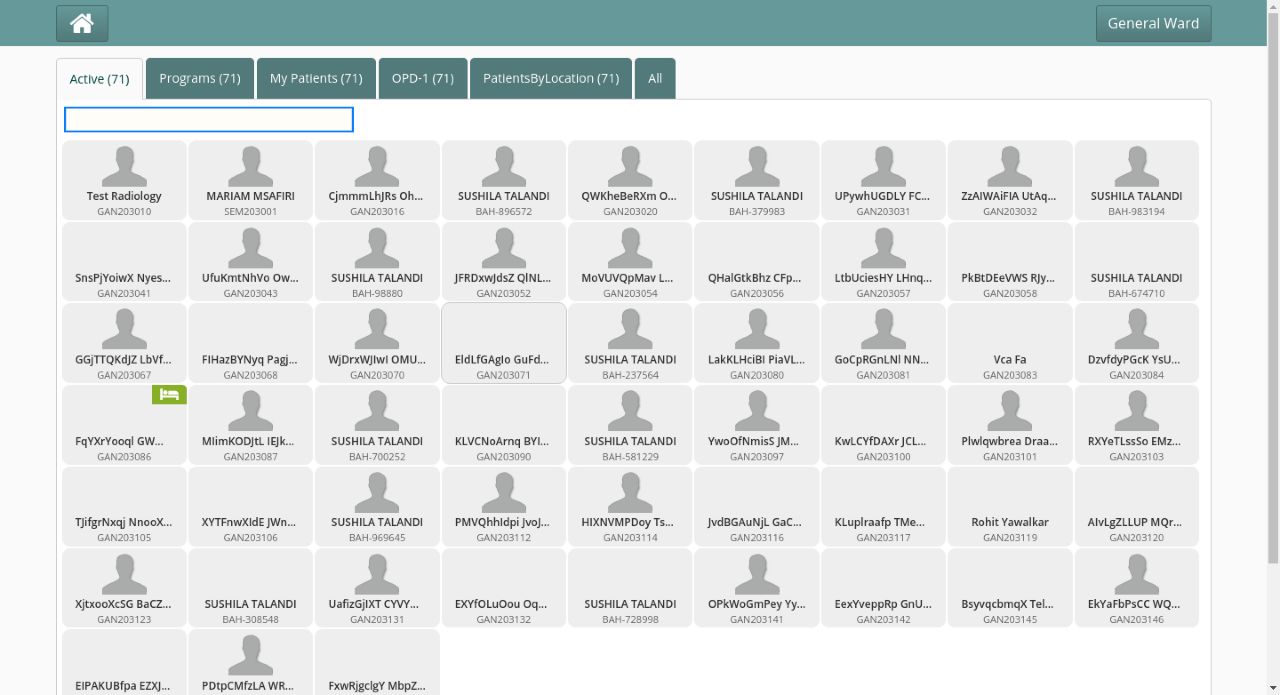 General Ward
Active (71) Programs (71) My Patients (71) OPD-1 (71) PatientsByLocation (71) All
Test Radiology MARIAM MSAFIRI CjmmmLhJRs Oh... SUSHILA TALANDI QWKheBeRXm O... SUSHILA TALANDI UPywhUGDLY FC... ZzAIWAiFIA UtAq... SUSHILA TALANDI
GAN203010 SEM203001 GAN203016 BAH-896572 GAN203020 BAH-379983 GAN203031 GAN203032 BAH-983194
SnsPjYoiwX Nyes... UfuKmtNhVo Ow... SUSHILA TALANDI JFRDxwJdsZ QlNL... MoVUVQpMav L... QHalGtkBhz CFp... LtbUciesHY LHnq... PkBtDEeVWS RJy... SUSHILA TALANDI
GAN203041 GAN203043 BAH-98880 GAN203052 GAN203054 GAN203056 GAN203057 GAN203058 BAH-674710
GGjTTQKdJZ LbVf... FIHazBYNyq Pagj... WjDrxWJIwI OMU... EldLfGAgIo GuFd... SUSHILA TALANDI LakKLHciBI PiaVL... GoCpRGnLNl NN... Vca Fa DzvfdyPGcK YsU...
GAN203067 GAN203068 GAN203070 GAN203071 BAH-237564 GAN203080 GAN203081 GAN203083 GAN203084
FqYXrYooql GW... MIimKODJtL IEJk... SUSHILA TALANDI KLVCNoArnq BYI... SUSHILA TALANDI YwoOfNmisS JM... KwLCYfDAXr JCL... Plwlqwbrea Draa... RXYeTLssSo EMz...
GAN203086 GAN203087 BAH-700252 GAN203090 BAH-581229 GAN203097 GAN203100 GAN203101 GAN203103
TJifgrNxqj NnooX... XYTFnwXIdE JWn... SUSHILA TALANDI PMVQhhIdpi JvoJ... HIXNVMPDoy Ts... JvdBGAuNjL GaC... KLuplraafp TMe... Rohit Yawalkar AIvLgZLLUP MQr...
GAN203105 GAN203106 BAH-969645 GAN203112 GAN203114 GAN203116 GAN203117 GAN203119 GAN203120
XjtxooXcSG BaCZ... SUSHILA TALANDI UafizGjIXT CYVY... EXYfOLuOou Oq... SUSHILA TALANDI OPkWoGmPey Yy... EexYveppRp GnU... BsyvqcbmqX Tel... EkYaFbPsCC WQ...
GAN203123 BAH-308548 GAN203131 GAN203132 BAH-728998 GAN203141 GAN203142 GAN203145 GAN203146
EIPAKUBfpa EZXJ... PDtpCMfzLA WR... FxwRjgclgY MbpZ...